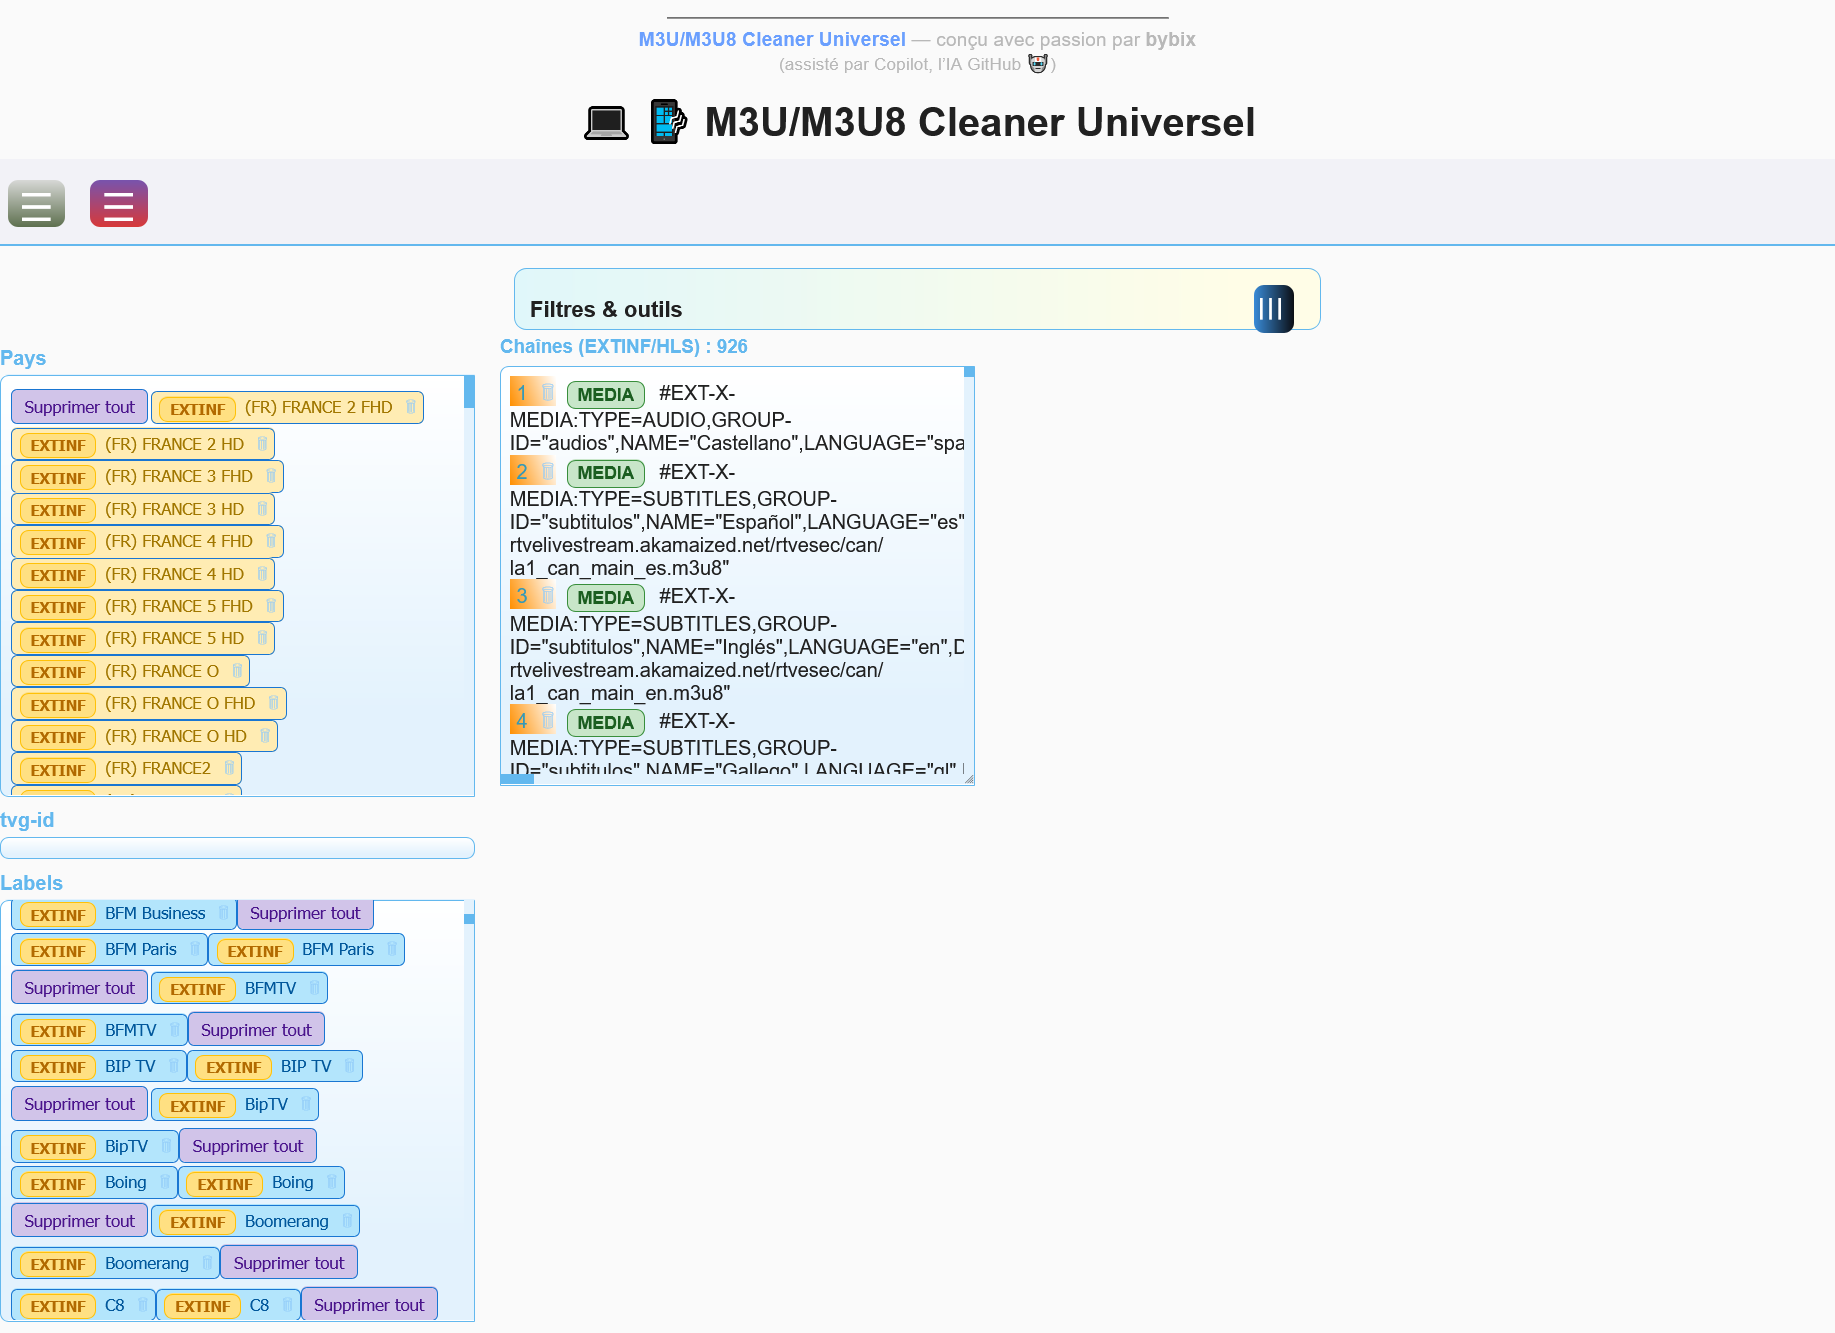 M3U/M3U8 Cleaner Universel — conçu avec passion par bybix
(assisté par Copilot, l'IA GitHub )
M3U/M3U8 Cleaner Universel
Filtres & outils
Pays
Supprimer tout EXTINF (FR) FRANCE 2 FHD
EXTINF (FR) FRANCE 2 HD
EXTINF (FR) FRANCE 3 FHD
EXTINF (FR) FRANCE 3 HD
EXTINF (FR) FRANCE 4 FHD
EXTINF (FR) FRANCE 4 HD
EXTINF (FR) FRANCE 5 FHD
EXTINF (FR) FRANCE 5 HD
EXTINF (FR) FRANCE O
EXTINF (FR) FRANCE O FHD
EXTINF (FR) FRANCE O HD
EXTINF (FR) FRANCE2
tvg-id
Labels
EXTINF BFM Business Supprimer tout
EXTINF BFM Paris EXTINF BFM Paris
Supprimer tout EXTINF BFMTV
EXTINF BFMTV Supprimer tout
EXTINF BIP TV EXTINF BIP TV
Supprimer tout EXTINF BipTV
EXTINF BipTV Supprimer tout
EXTINF Boing EXTINF Boing
Supprimer tout EXTINF Boomerang
EXTINF Boomerang Supprimer tout
EXTINF C8 EXTINF C8 Supprimer tout
Chaînes (EXTINF/HLS) : 926
1 MEDIA #EXT-X-
MEDIA:TYPE=AUDIO,GROUP-
ID="audios",NAME="Castellano",LANGUAGE="spa
2 MEDIA #EXT-X-
MEDIA:TYPE=SUBTITLES,GROUP-
ID="subtitulos",NAME="Español",LANGUAGE="es"
rtvelivestream.akamaized.net/rtvesec/can/
la1_can_main_es.m3u8"
3 MEDIA #EXT-X-
MEDIA:TYPE=SUBTITLES,GROUP-
ID="subtitulos",NAME="Inglés",LANGUAGE="en",D
rtvelivestream.akamaized.net/rtvesec/can/
la1_can_main_en.m3u8"
4 MEDIA #EXT-X-
MEDIA:TYPE=SUBTITLES,GROUP-
ID="subtitulos",NAME="Gallego",LANGUAGE="gl",